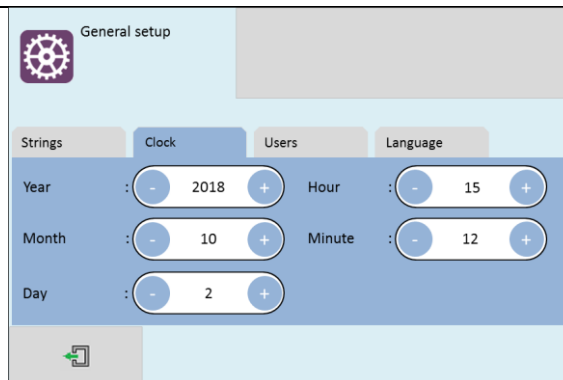 General setup
Strings Clock Users Language
Year : - 2018 + Hour : - 15 +
Month : - 10 + Minute : - 12 +
Day : - 2 +